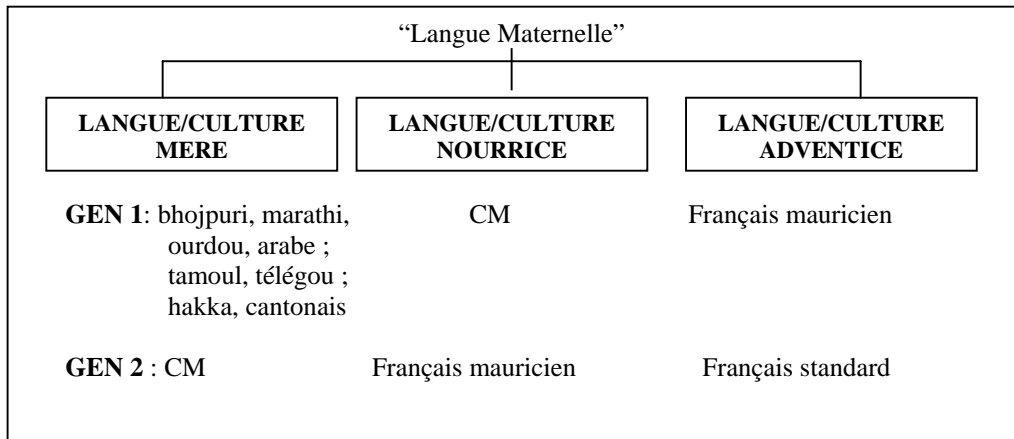 “Langue Maternelle”
LANGUE/CULTURE MERE
LANGUE/CULTURE NOURRICE
LANGUE/CULTURE ADVENTICE
GEN 1: bhojpuri, marathi,
ourdou, arabe ;
tamoul, télégou ;
hakka, cantonais
CM
Français mauricien
GEN 2 : CM
Français mauricien
Français standard